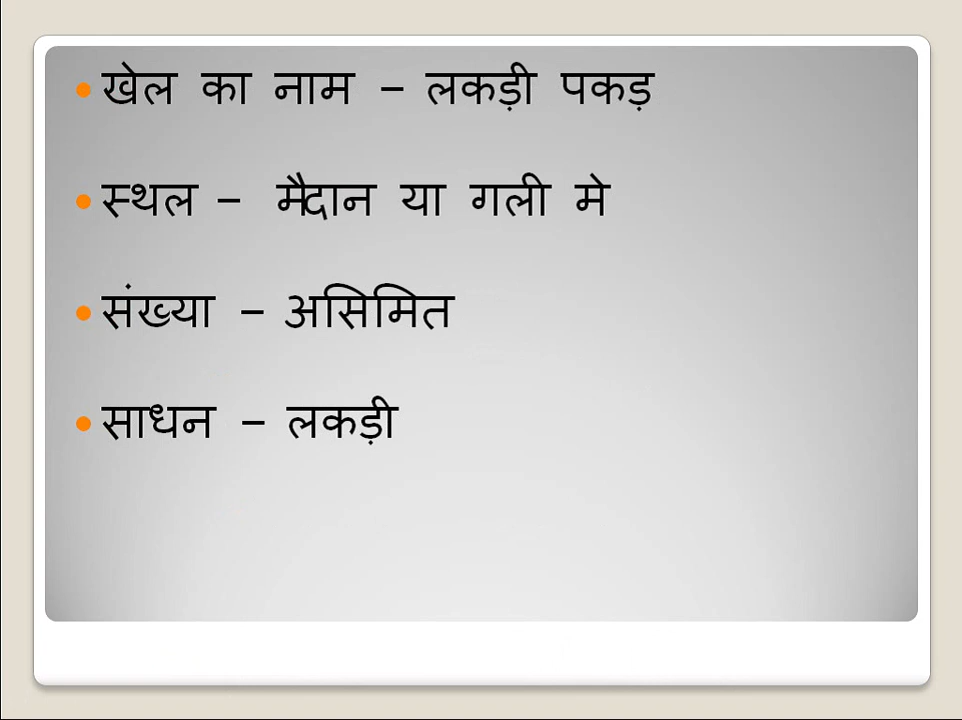 • खेल का नाम – लकड़ी पकड़
• स्थल – मैदान या गली मे
• संख्या – असिमित
• साधन – लकड़ी